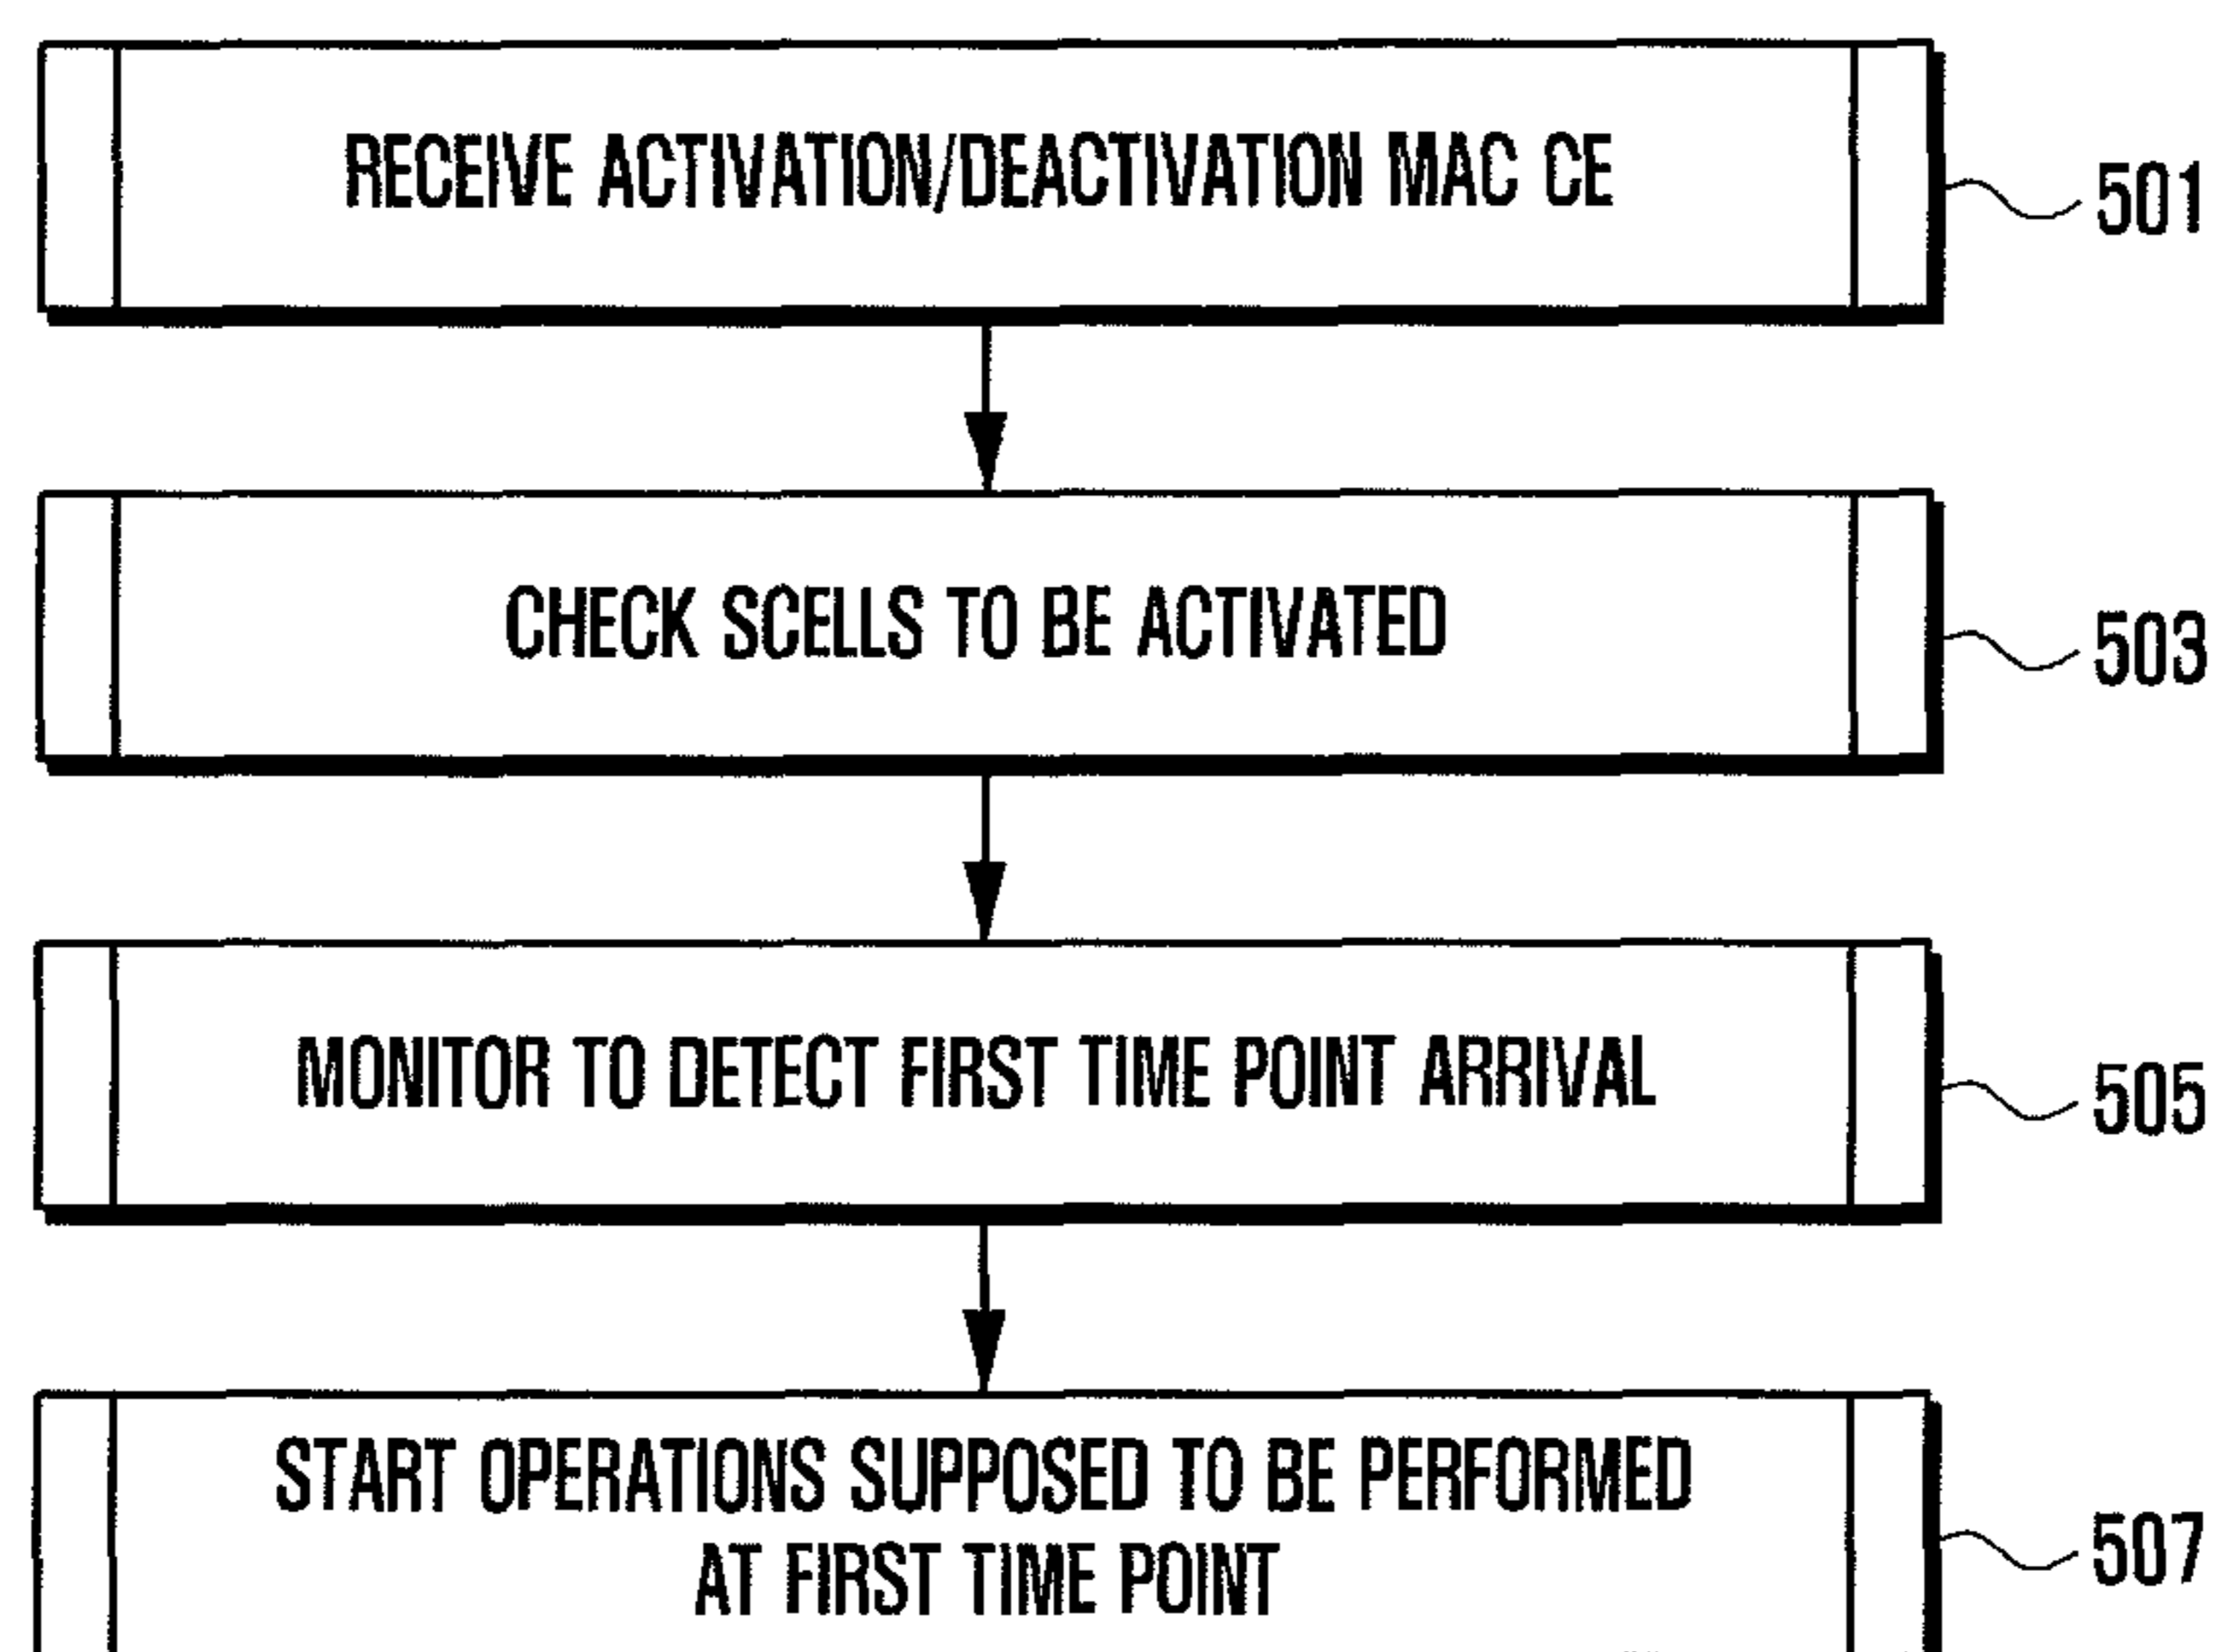 RECEIVE ACTIVATION/DEACTIVATION MAC CE
501
CHECK SCELLS TO BE ACTIVATED
503
MONITOR TO DETECT FIRST TIME POINT ARRIVAL
505
START OPERATIONS SUPPOSED TO BE PERFORMED
AT FIRST TIME POINT
507